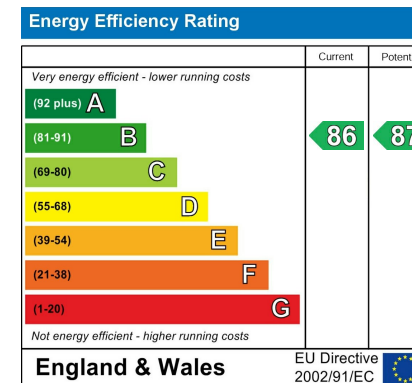 Energy Efficiency Rating
Current Potent
Very energy efficient - lower running costs
(92 plus) A
(81-91) B 86 87
(69-80) C
(55-68) D
(39-54) E
(21-38) F
(1-20) G
Not energy efficient - higher running costs
England & Wales
EU Directive
2002/91/EC